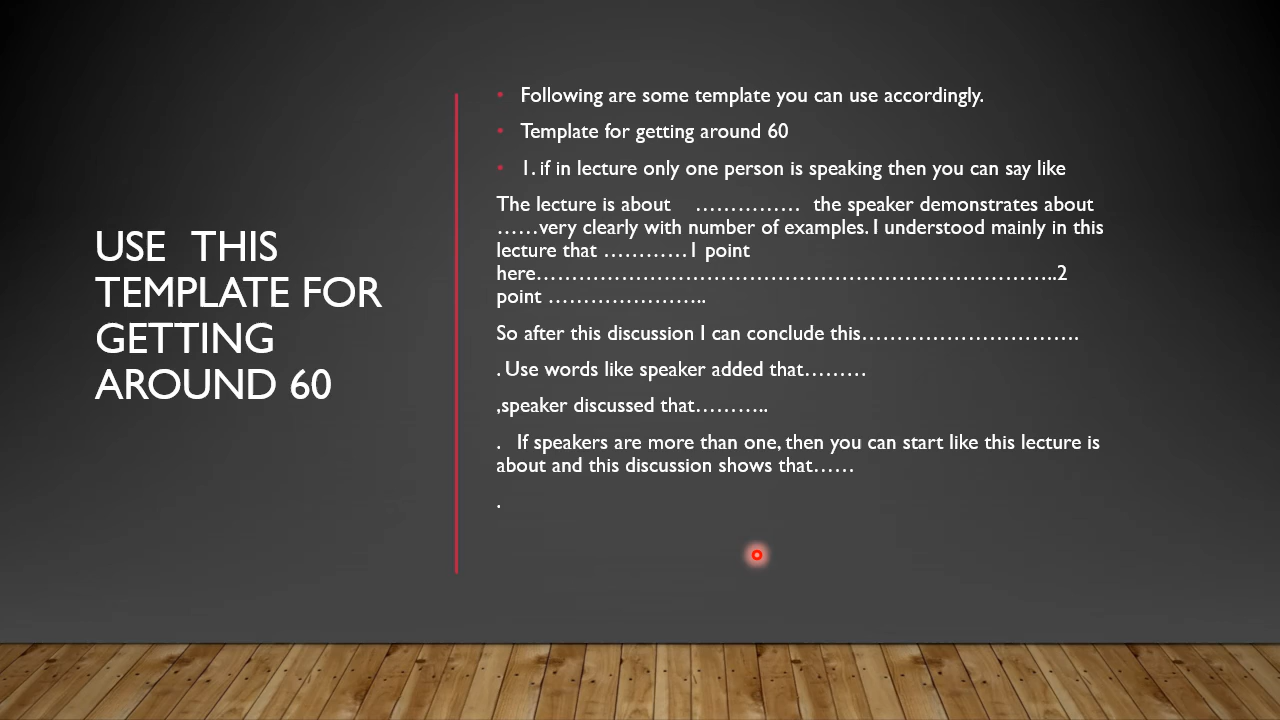 USE THIS
TEMPLATE FOR
GETTING
AROUND 60
• Following are some template you can use accordingly.
• Template for getting around 60
• 1. if in lecture only one person is speaking then you can say like
The lecture is about …………… the speaker demonstrates about
……very clearly with number of examples. I understood mainly in this
lecture that …………1 point
here………………………………………………………………..2
point …………………..
So after this discussion I can conclude this………………………….
. Use words like speaker added that………
,speaker discussed that………..
. If speakers are more than one, then you can start like this lecture is
about and this discussion shows that……
.